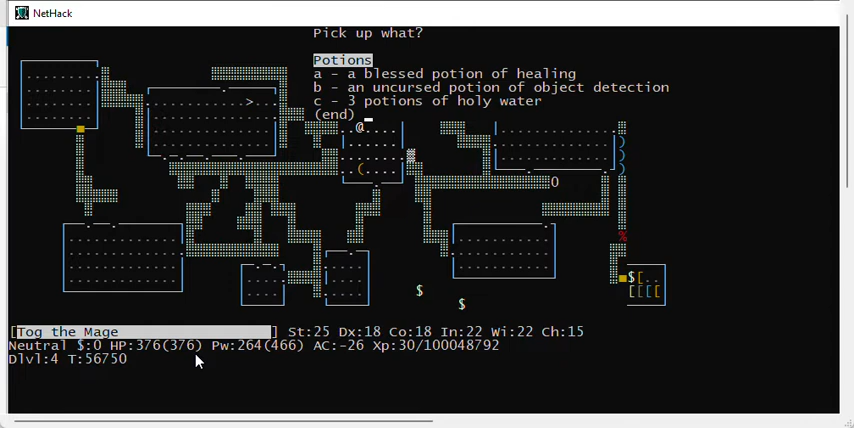 NetHack
Pick up what?
Potions
a - a blessed potion of healing
b - an uncursed potion of object detection
c - 3 potions of holy water
(end)
[Tog the Mage ] St:25 Dx:18 Co:18 In:22 Wi:22 Ch:15
Neutral $:0 HP:376(376) Pw:264(466) AC:-26 Xp:30/100048792
Dlvl:4 T:56750